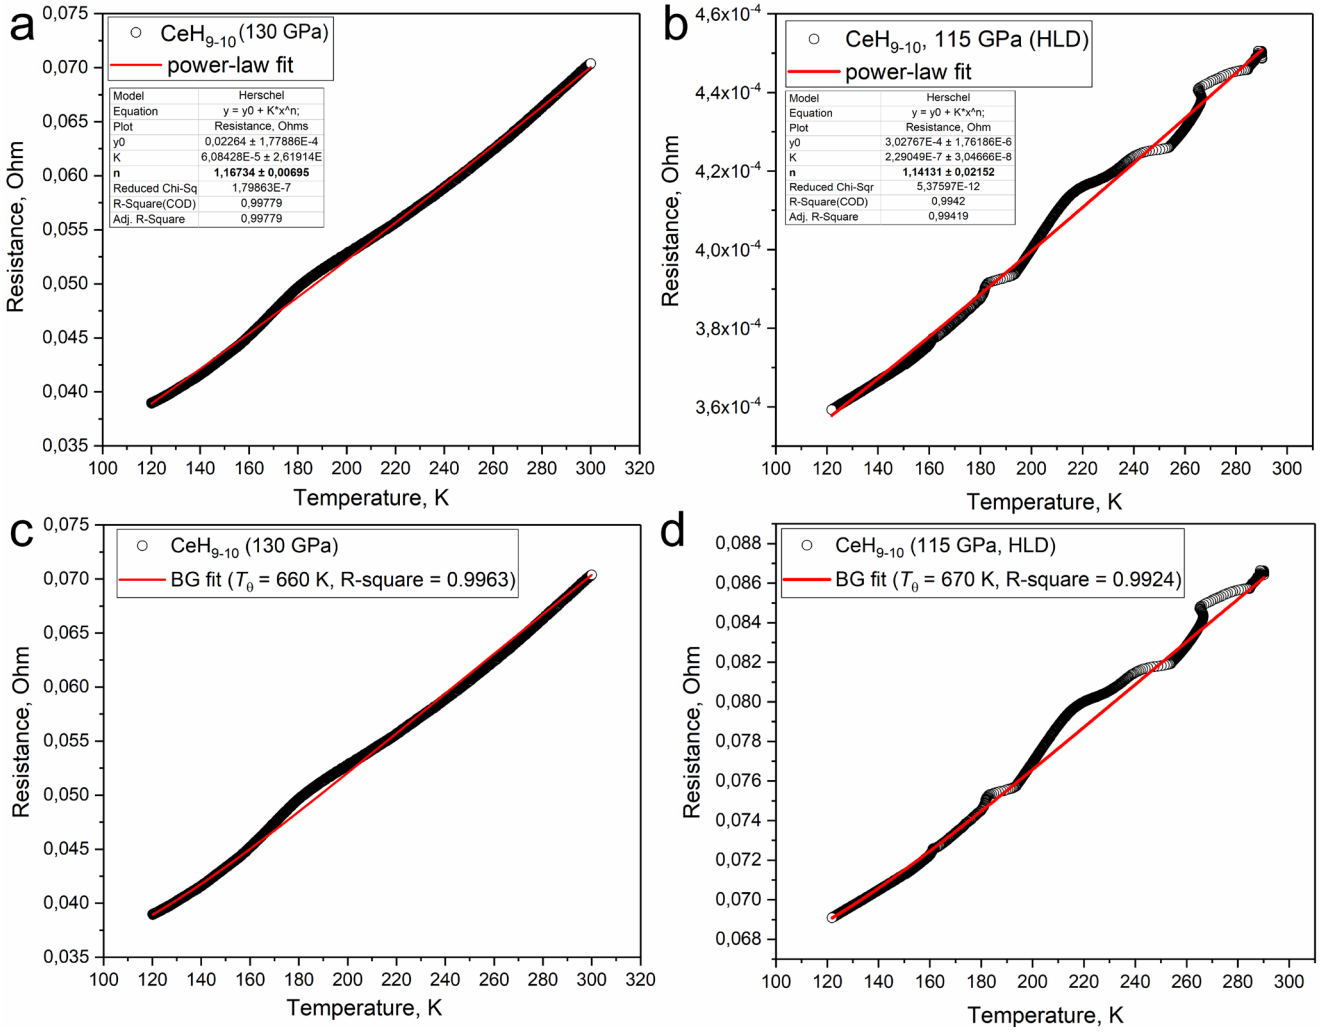 a
CeH9-10 (130 GPa)
power-law fit
Model Herschel
Equation y = y0 + K*x^n;
Plot Resistance, Ohms
y0 0,02264 ± 1,77886E-4
K 6,08428E-5 ± 2,61914E
n 1,16734 ± 0,00695
Reduced Chi-Sq 1,79863E-7
R-Square(COD) 0,99779
Adj. R-Square 0,99779
0,075
0,070
0,065
0,060
0,055
0,050
0,045
0,040
0,035
Resistance, Ohm
100 120 140 160 180 200 220 240 260 280 300 320
Temperature, K
b
CeH9-10, 115 GPa (HLD)
power-law fit
Model Herschel
Equation y = y0 + K*x^n;
Plot Resistance, Ohm
y0 3,02767E-4 ± 1,76186E-6
K 2,29049E-7 ± 3,04666E-8
n 1,14131 ± 0,02152
Reduced Chi-Sqr 5,37597E-12
R-Square(COD) 0,9942
Adj. R-Square 0,99419
4,6x10-4
4,4x10-4
4,2x10-4
4,0x10-4
3,8x10-4
3,6x10-4
Resistance, Ohm
100 120 140 160 180 200 220 240 260 280 300
Temperature, K
c
CeH9-10 (130 GPa)
BG fit (Tθ = 660 K, R-square = 0.9963)
0,075
0,070
0,065
0,060
0,055
0,050
0,045
0,040
0,035
Resistance, Ohm
100 120 140 160 180 200 220 240 260 280 300 320
Temperature, K
d
CeH9-10 (115 GPa, HLD)
BG fit (Tθ = 670 K, R-square = 0.9924)
0,088
0,086
0,084
0,082
0,080
0,078
0,076
0,074
0,072
0,070
0,068
Resistance, Ohm
100 120 140 160 180 200 220 240 260 280 300
Temperature, K